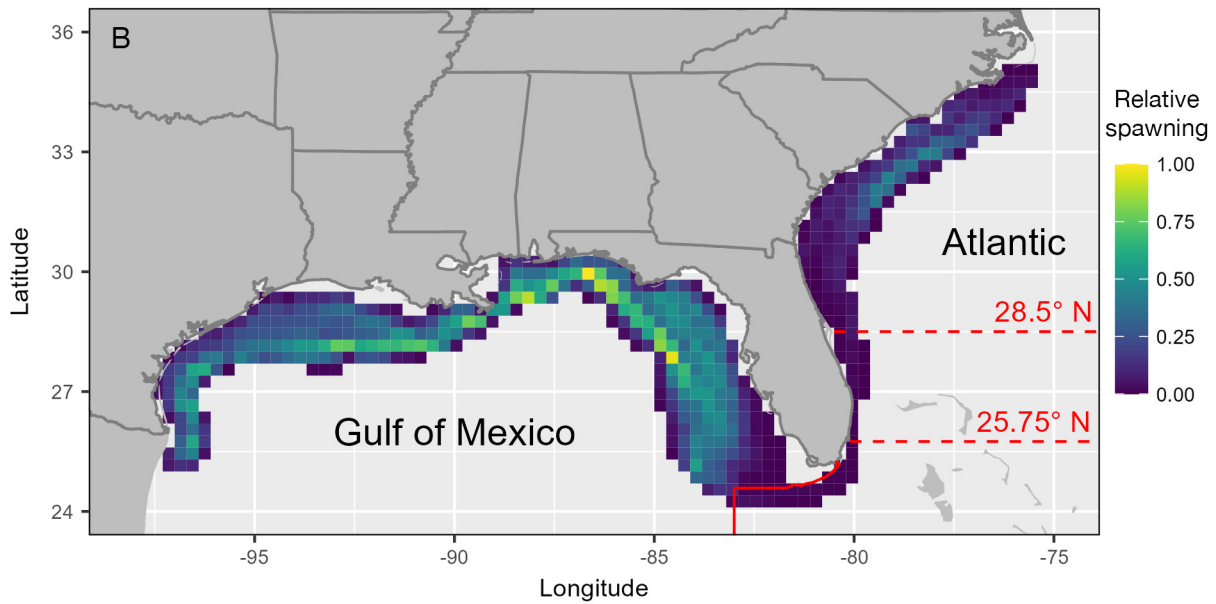 B
36
33
30
27
24
Latitude
-95
-90
-85
-80
-75
Longitude
Gulf of Mexico
Atlantic
28.5° N
25.75° N
Relative
spawning
1.00
0.75
0.50
0.25
0.00